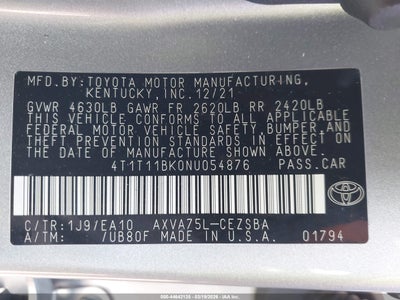 MFD.BY:TOYOTA MOTOR MANUFACTURING,
KENTUCKY,INC.12/21
GVWR 4630LB GAWR FR 2620LB RR 2420LB
THIS VEHICLE CONFORMS TO ALL APPLICABLE
FEDERAL MOTOR VEHICLE SAFETY,BUMPER,AND
THEFT PREVENTION STANDARDS IN EFFECT ON
THE DATE OF MANUFACTURE SHOWN ABOVE.
4T1T11BK0NU054876 PASS.CAR
C/TR:1J9/EA10 AXVA75L-CEZSBA
A/TM: /UB80F MADE IN U.S.A. 01794
TOYOTA